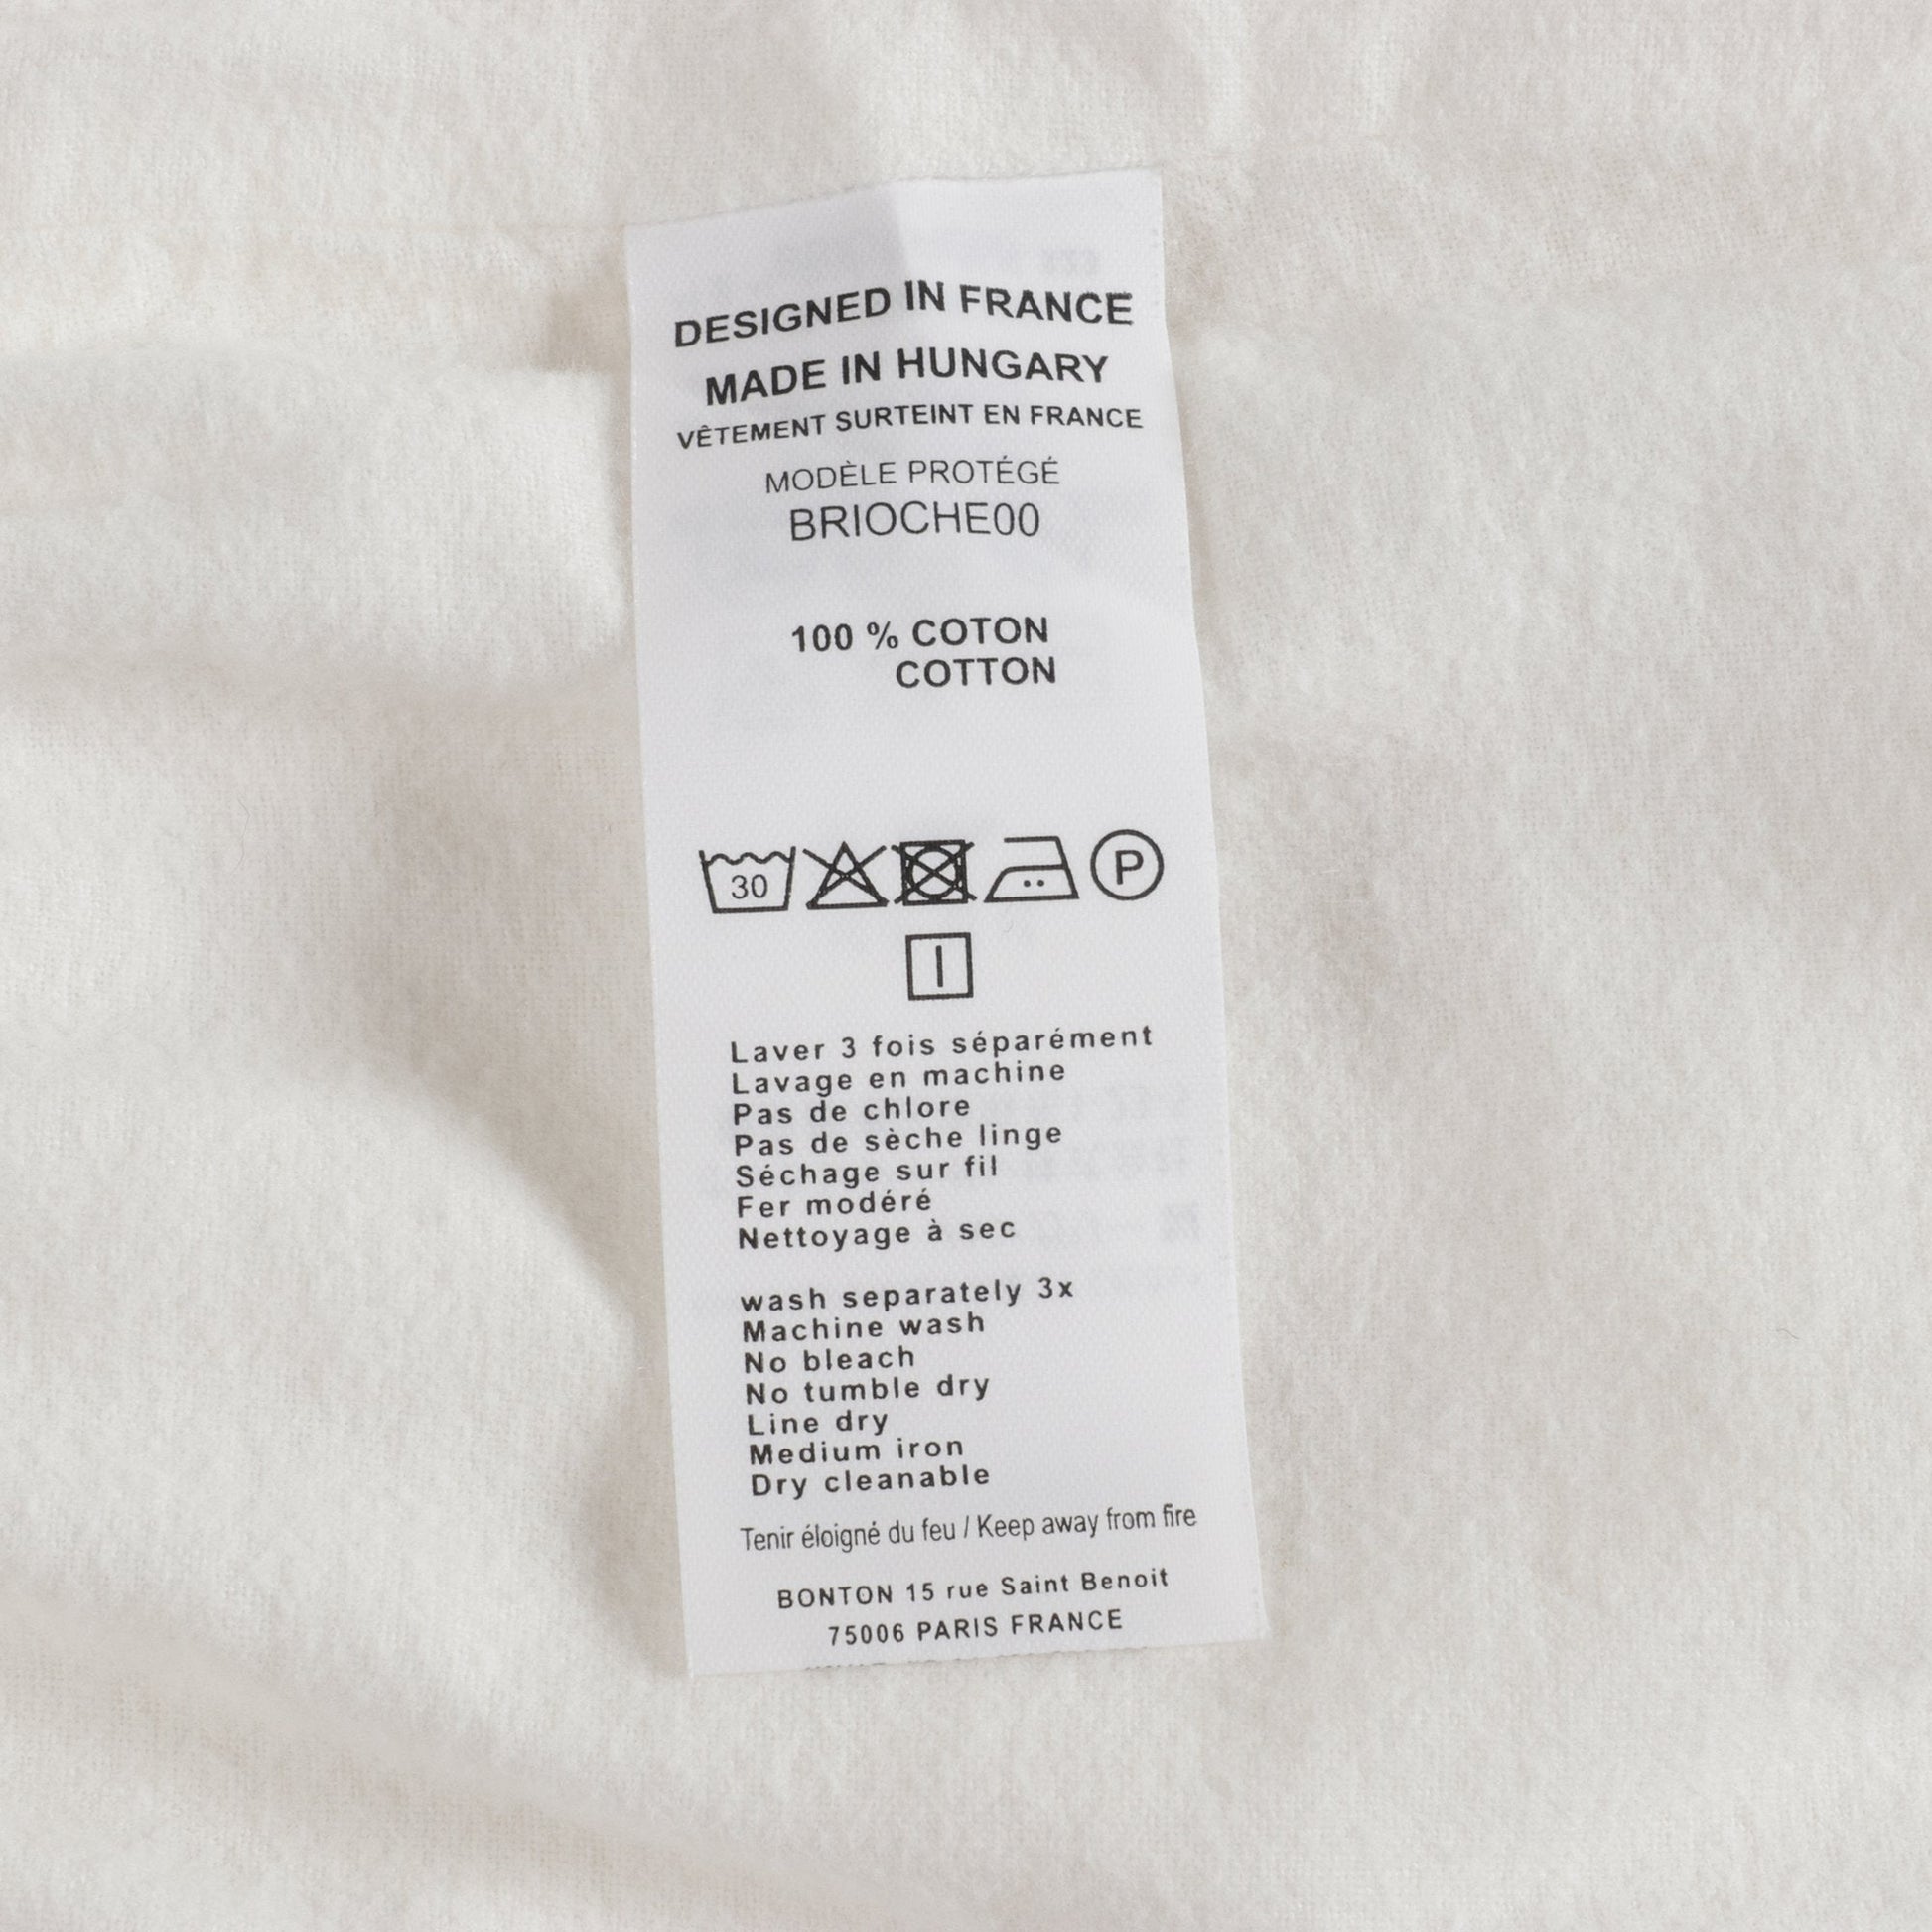 DESIGNED IN FRANCE
MADE IN HUNGARY
VÊTEMENT SURTEINT EN FRANCE
MODÈLE PROTÉGÉ
BRIOCHE00
100 % COTON
COTTON
30
P
Laver 3 fois séparément
Lavage en machine
Pas de chlore
Pas de sèche linge
Séchage sur fil
Fer modéré
Nettoyage à sec
wash separately 3x
Machine wash
No bleach
No tumble dry
Line dry
Medium iron
Dry cleanable
Tenir éloigné du feu / Keep away from fire
BONTON 15 rue Saint Benoit
75006 PARIS FRANCE